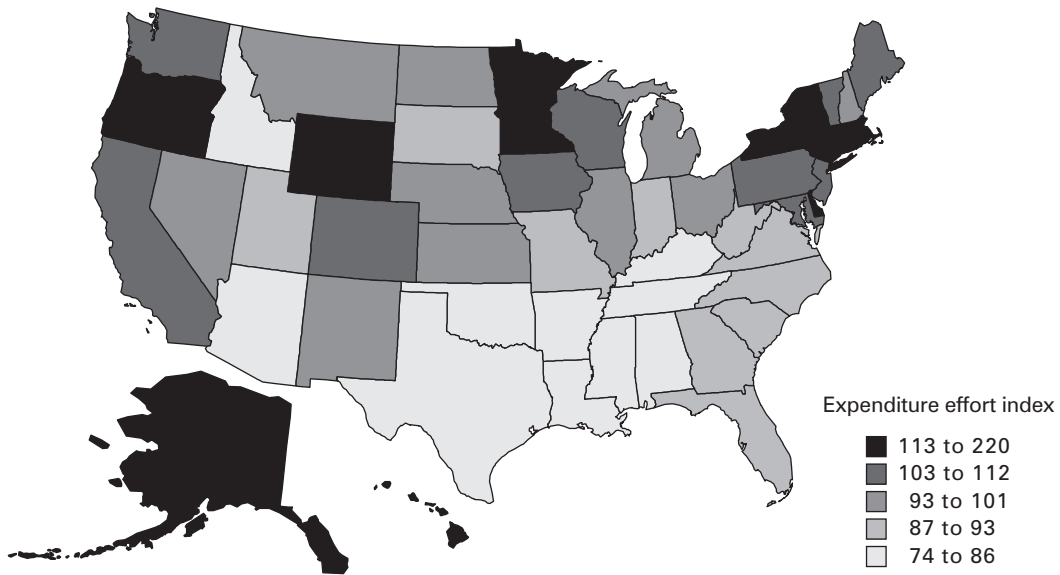 Expenditure effort index
113 to 220
103 to 112
93 to 101
87 to 93
74 to 86